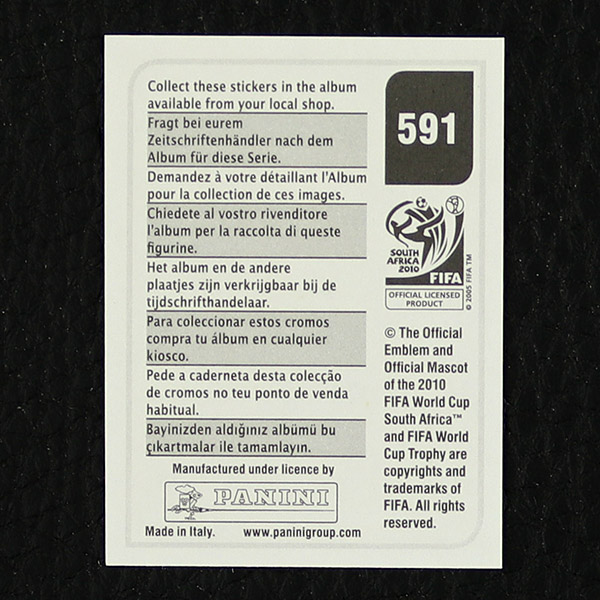 Collect these stickers in the album
available from your local shop.
Fragt bei eurem
Zeitschriftenhändler nach dem
Album für diese Serie.
Demandez à votre détaillant l'Album
pour la collection de ces images.
Chiedete al vostro rivenditore
l'album per la raccolta di queste
figurine.
Het album en de andere
plaatjes zijn verkrijgbaar bij de
tijdschrifthandelaar.
Para coleccionar estos cromos
compra tu álbum en cualquier
kiosco.
Pede a caderneta desta colecção
de cromos no teu ponto de venda
habitual.
Bayinizden aldığınız albümü bu
çıkartmalar ile tamamlayın.
Manufactured under licence by
PANINI
Made in Italy. www.paninigroup.com
591
SOUTH
AFRICA
2010
FIFA
OFFICIAL LICENSED
PRODUCT
© 2005 FIFA TM
© The Official
Emblem and
Official Mascot
of the 2010
FIFA World Cup
South Africa™
and FIFA World
Cup Trophy are
copyrights and
trademarks of
FIFA. All rights
reserved.